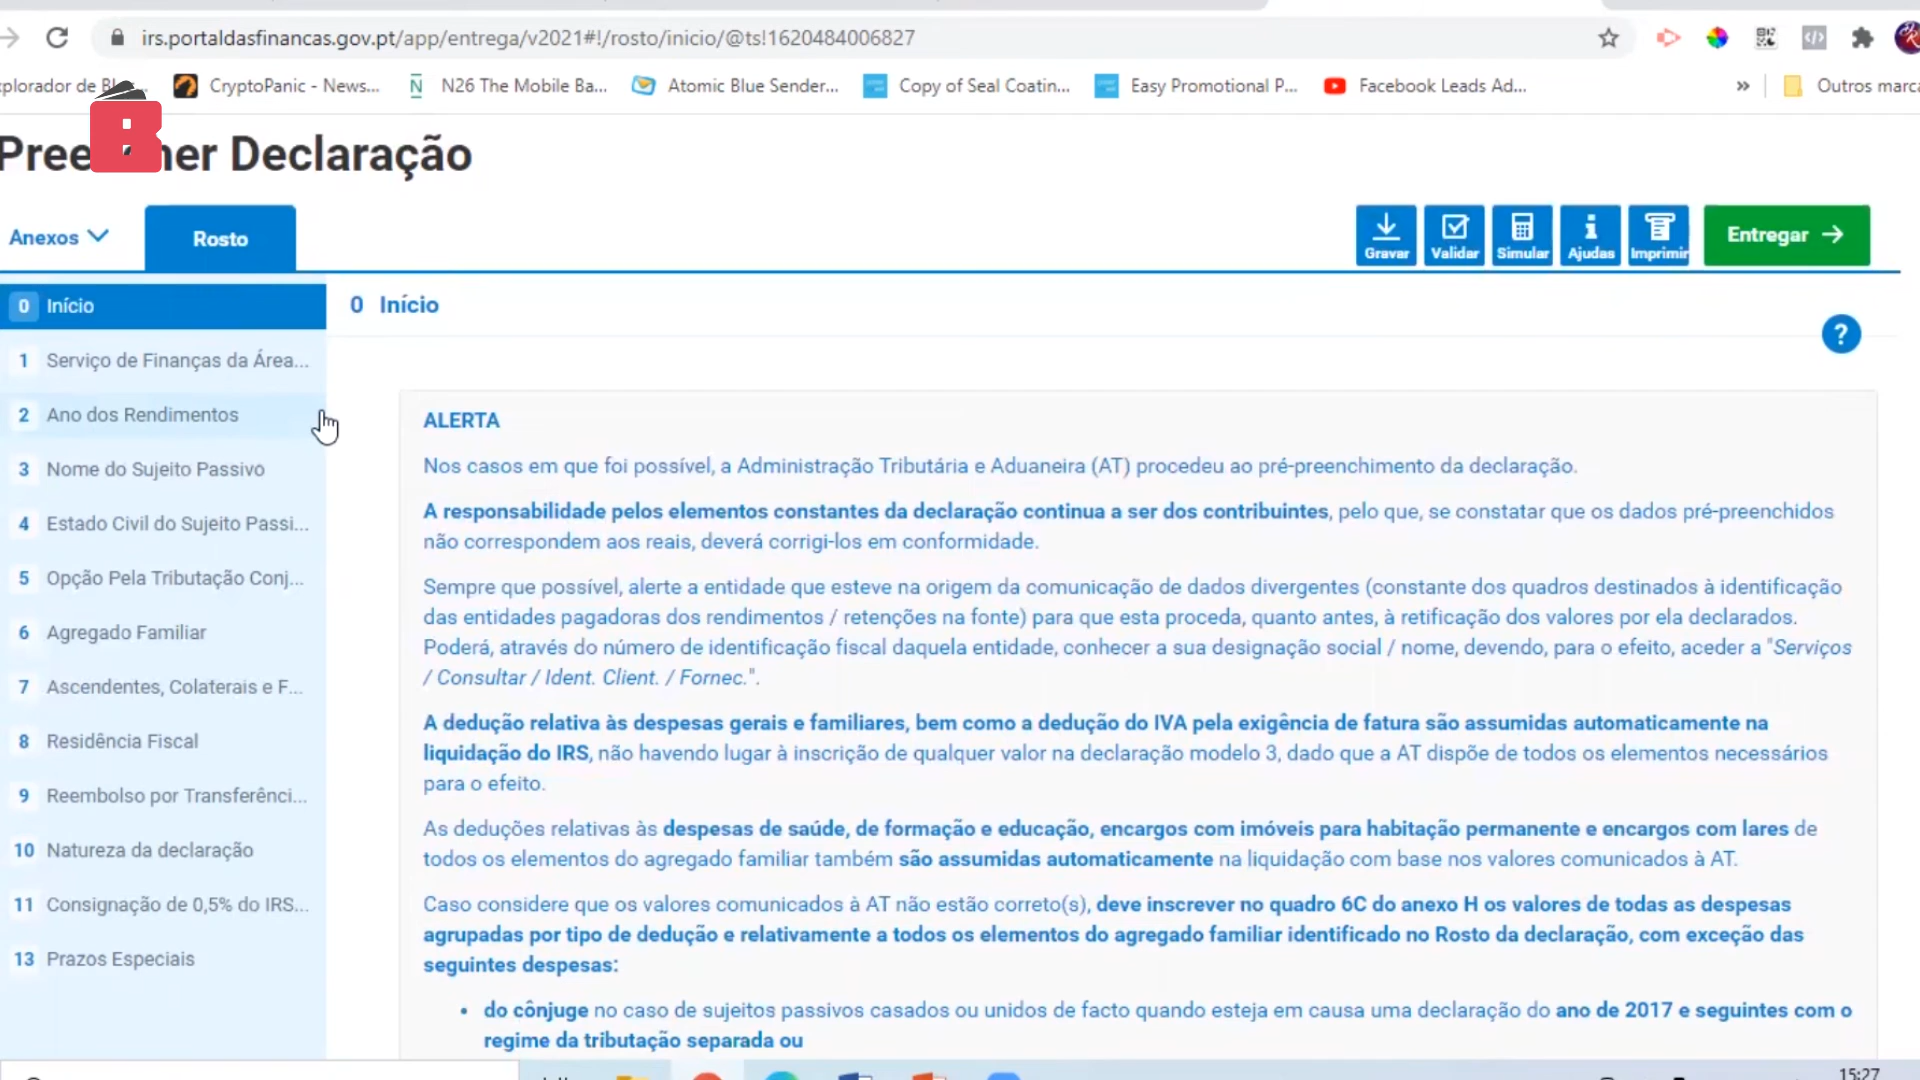 irs.portaldasfinancas.gov.pt/app/entrega/v2021#!/rosto/inicio/@ts!1620484006827
CryptoPanic - News... N26 The Mobile Ba... Atomic Blue Sender... Copy of Seal Coatin... Easy Promotional P... Facebook Leads Ad... » Outros marca
B
Declaração
Anexos Rosto Gravar Validar Simular Ajudas Imprimir Entregar
0 Início
1 Serviço de Finanças da Área...
2 Ano dos Rendimentos
3 Nome do Sujeito Passivo
4 Estado Civil do Sujeito Passi...
5 Opção Pela Tributação Conj...
6 Agregado Familiar
7 Ascendentes, Colaterais e F...
8 Residência Fiscal
9 Reembolso por Transferênci...
10 Natureza da declaração
11 Consignação de 0,5% do IRS...
13 Prazos Especiais
0 Início
?
ALERTA
Nos casos em que foi possível, a Administração Tributária e Aduaneira (AT) procedeu ao pré-preenchimento da declaração.
A responsabilidade pelos elementos constantes da declaração continua a ser dos contribuintes, pelo que, se constatar que os dados pré-preenchidos
não correspondem aos reais, deverá corrigi-los em conformidade.
Sempre que possível, alerte a entidade que esteve na origem da comunicação de dados divergentes (constante dos quadros destinados à identificação
das entidades pagadoras dos rendimentos / retenções na fonte) para que esta proceda, quanto antes, à retificação dos valores por ela declarados.
Poderá, através do número de identificação fiscal daquela entidade, conhecer a sua designação social / nome, devendo, para o efeito, aceder a "Serviços
/ Consultar / Ident. Client. / Fornec.".
A dedução relativa às despesas gerais e familiares, bem como a dedução do IVA pela exigência de fatura são assumidas automaticamente na
liquidação do IRS, não havendo lugar à inscrição de qualquer valor na declaração modelo 3, dado que a AT dispõe de todos os elementos necessários
para o efeito.
As deduções relativas às despesas de saúde, de formação e educação, encargos com imóveis para habitação permanente e encargos com lares de
todos os elementos do agregado familiar também são assumidas automaticamente na liquidação com base nos valores comunicados à AT.
Caso considere que os valores comunicados à AT não estão correto(s), deve inscrever no quadro 6C do anexo H os valores de todas as despesas
agrupadas por tipo de dedução e relativamente a todos os elementos do agregado familiar identificado no Rosto da declaração, com exceção das
seguintes despesas:
• do cônjuge no caso de sujeitos passivos casados ou unidos de facto quando esteja em causa uma declaração do ano de 2017 e seguintes com o
regime da tributação separada ou
15:27